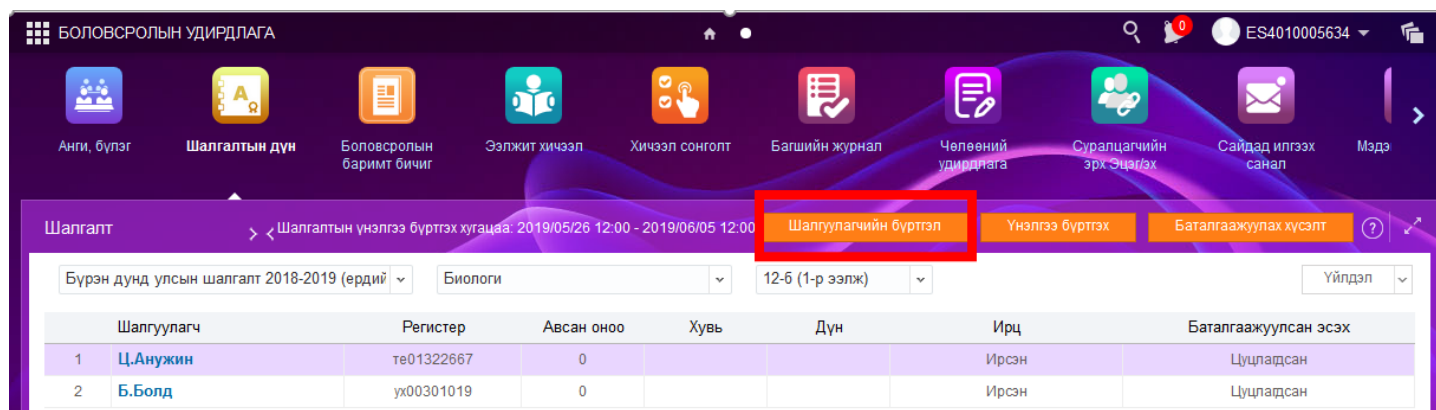 БОЛОВСРОЛЫН УДИРДЛАГА
0
ES4010005634
Анги, бүлэг
Шалгалтын дүн
Боловсролын
баримт бичиг
Ээлжит хичээл
Хичээл сонголт
Багшийн журнал
Чөлөөний
удирдлага
Суралцагчийн
эрх Эцэг/эх
Сайдад илгээх
санал
Мэдэ
Шалгалт
Шалгалтын үнэлгээ бүртгэх хугацаа: 2019/05/26 12:00 - 2019/06/05 12:00
Шалгуулагчийн бүртгэл
Үнэлгээ бүртгэх
Баталгаажуулах хүсэлт
?
Бүрэн дунд улсын шалгалт 2018-2019 (ердий
Биологи
12-б (1-р ээлж)
Үйлдэл
Шалгуулагч Регистер Авсан оноо Хувь Дүн Ирц Баталгаажуулсан эсэх
1 Ц.Анужин те01322667 0 Ирсэн Цуцлагдсан
2 Б.Болд ух00301019 0 Ирсэн Цуцлагдсан